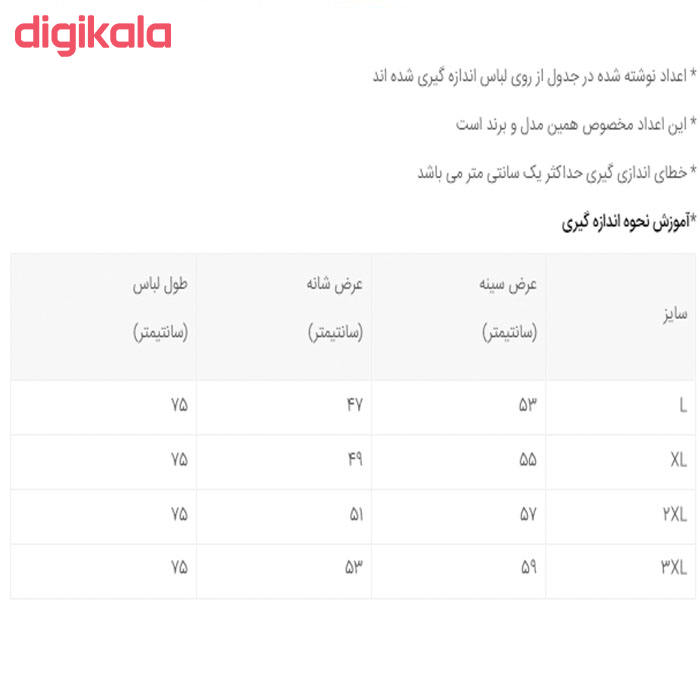 digikala
* اعداد نوشته شده در جدول از روی لباس اندازه گیری شده اند
* این اعداد مخصوص همین مدل و برند است
* خطای اندازی گیری حداکثر یک سانتی متر می باشد
*آموزش نحوه اندازه گیری
سایز عرض سینه (سانتیمتر) عرض شانه (سانتیمتر) طول لباس (سانتیمتر)
L ۵۳ ۴۷ ۷۵
XL ۵۵ ۴۹ ۷۵
۲XL ۵۷ ۵۱ ۷۵
۳XL ۵۹ ۵۳ ۷۵